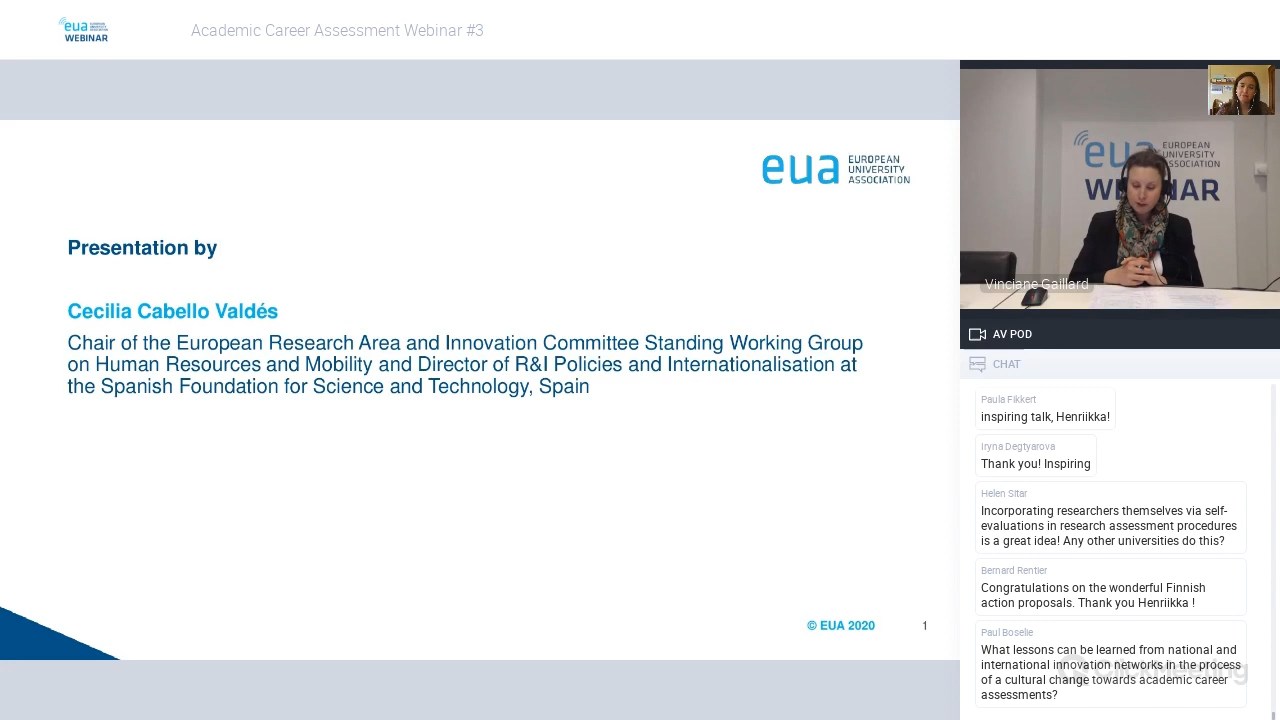 eua EUROPEAN UNIVERSITY ASSOCIATION
WEBINAR
Academic Career Assessment Webinar #3
eua EUROPEAN
UNIVERSITY
ASSOCIATION
Presentation by
Cecilia Cabello Valdés
Chair of the European Research Area and Innovation Committee Standing Working Group
on Human Resources and Mobility and Director of R&I Policies and Internationalisation at
the Spanish Foundation for Science and Technology, Spain
© EUA 2020
1
eua EUROPEAN
UNIVERSITY
ASSOCIATION
WEBINAR
Vinciane Gaillard
AV POD
CHAT
Paula Fikkert
inspiring talk, Henriikka!
Iryna Degtyarova
Thank you! Inspiring
Helen Sitar
Incorporating researchers themselves via self-
evaluations in research assessment procedures
is a great idea! Any other universities do this?
Bernard Rentier
Congratulations on the wonderful Finnish
action proposals. Thank you Henriikka !
Paul Boselie
What lessons can be learned from national and
international innovation networks in the process
of a cultural change towards academic career
assessments?
ClickMeeting